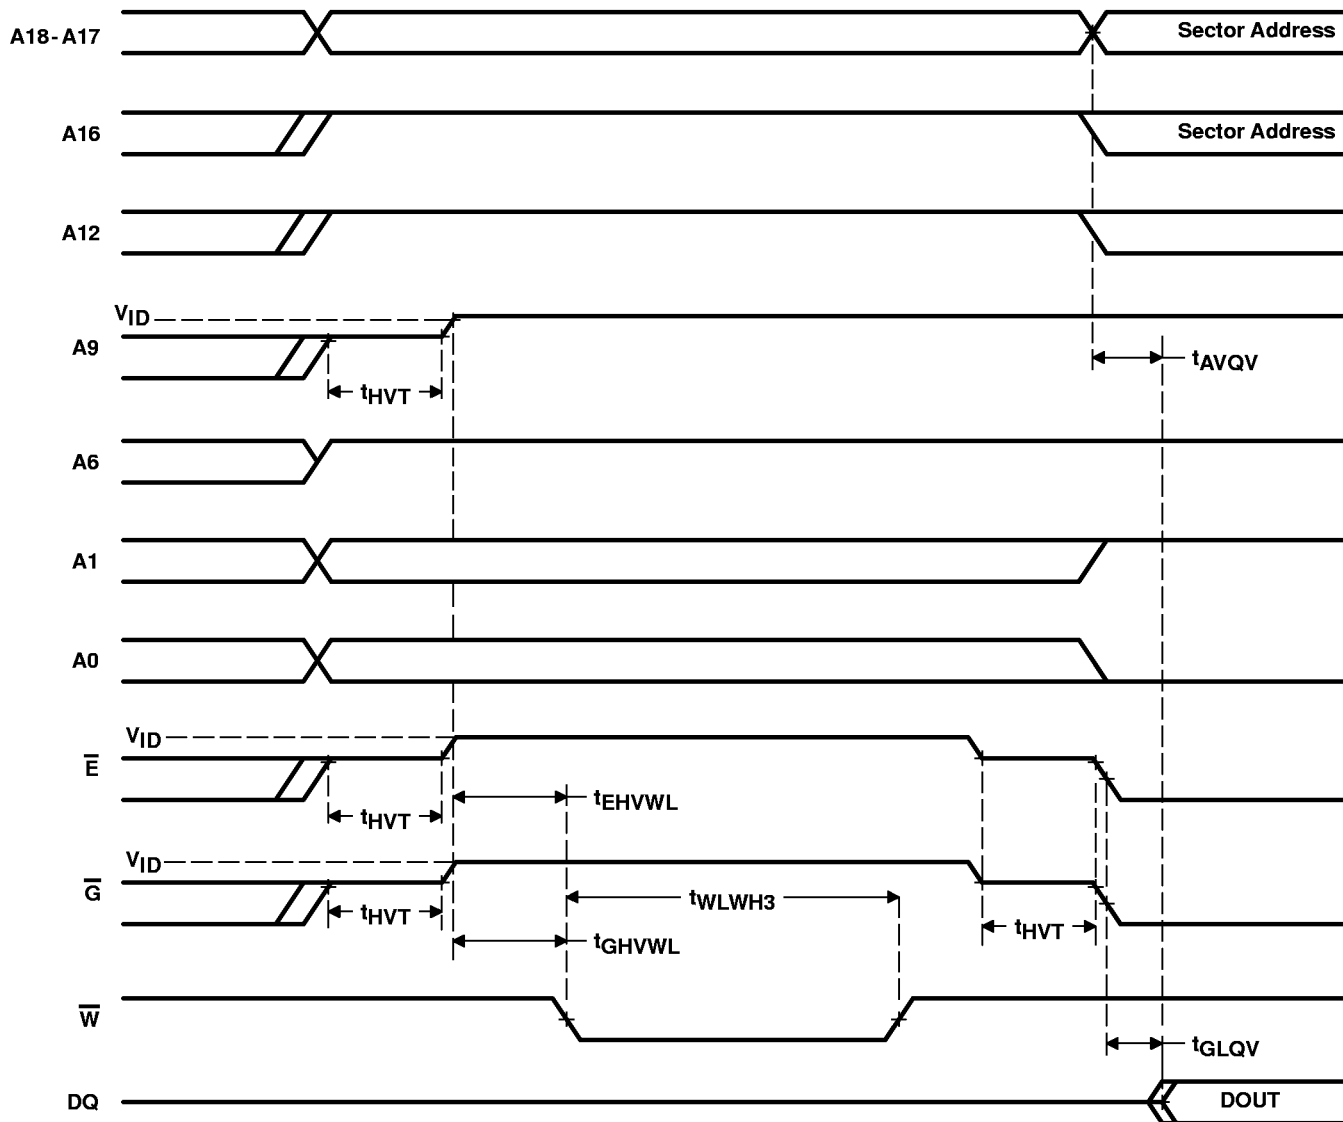 A18-A17 Sector Address
A16 Sector Address
A12
VID
A9
tHVT
tAVQV
A6
A1
A0
VID
E̅
tEHVWL
tHVT
VID
G̅
tWLWH3
tHVT
tHVT
tGHVWL
W̅
tGLQV
DQ DOUT